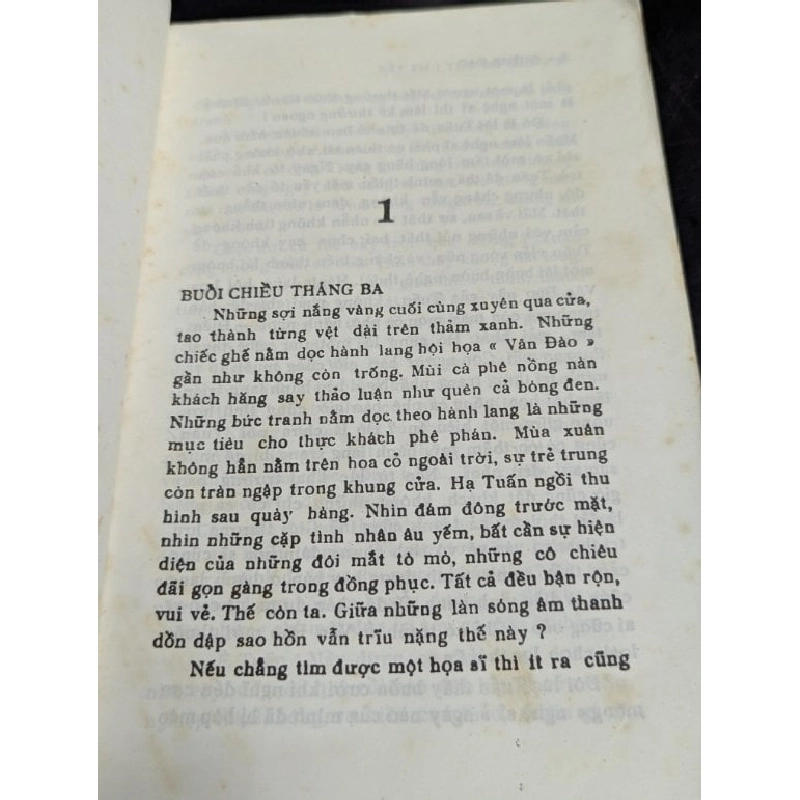 1
BUỔI CHIỀU THÁNG BA
Những sợi nắng vàng cuối cùng xuyên qua cửa,
tạo thành từng vệt dài trên thảm xanh. Những
chiếc ghế nằm dọc hành lang hội họa « Vân Đào »
gần như không còn trống. Mùi cà phê nồng nàn
khách hăng say thảo luận như quên cả bóng đen.
Những bức tranh nằm dọc theo hành lang là những
mục tiêu cho thực khách phê phán. Mùa xuân
không hẳn nằm trên hoa cỏ ngoài trời, sự trẻ trung
còn tràn ngập trong khung cửa. Hạ Tuấn ngồi thu
hình sau quày hàng. Nhìn đám đông trước mặt,
nhìn những cặp tình nhân âu yếm, bất cần sự hiện
diện của những đôi mắt tò mò, những cô chiêu
đãi gọn gàng trong đồng phục. Tất cả đều bận rộn,
vui vẻ. Thế còn ta. Giữa những làn sóng âm thanh
dồn dập sao hồn vẫn trĩu nặng thế này ?
Nếu chẳng tìm được một họa sĩ thì ít ra cũng